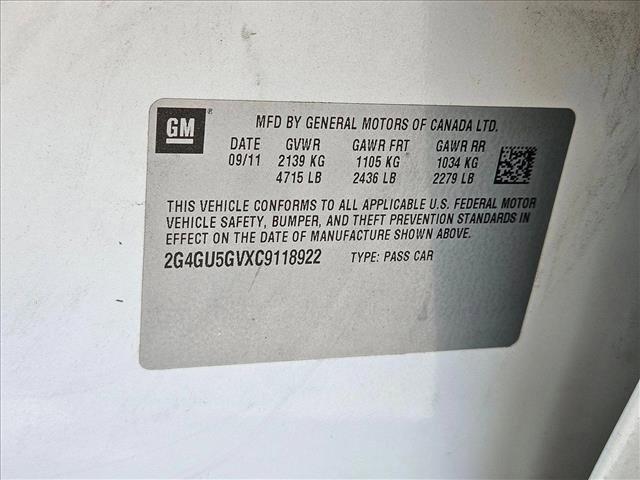 GM®
MFD BY GENERAL MOTORS OF CANADA LTD.
DATE GVWR GAWR FRT GAWR RR
09/11 2139 KG 1105 KG 1034 KG
4715 LB 2436 LB 2279 LB
THIS VEHICLE CONFORMS TO ALL APPLICABLE U.S. FEDERAL MOTOR
VEHICLE SAFETY, BUMPER, AND THEFT PREVENTION STANDARDS IN
EFFECT ON THE DATE OF MANUFACTURE SHOWN ABOVE.
2G4GU5GVXC9118922 TYPE: PASS CAR